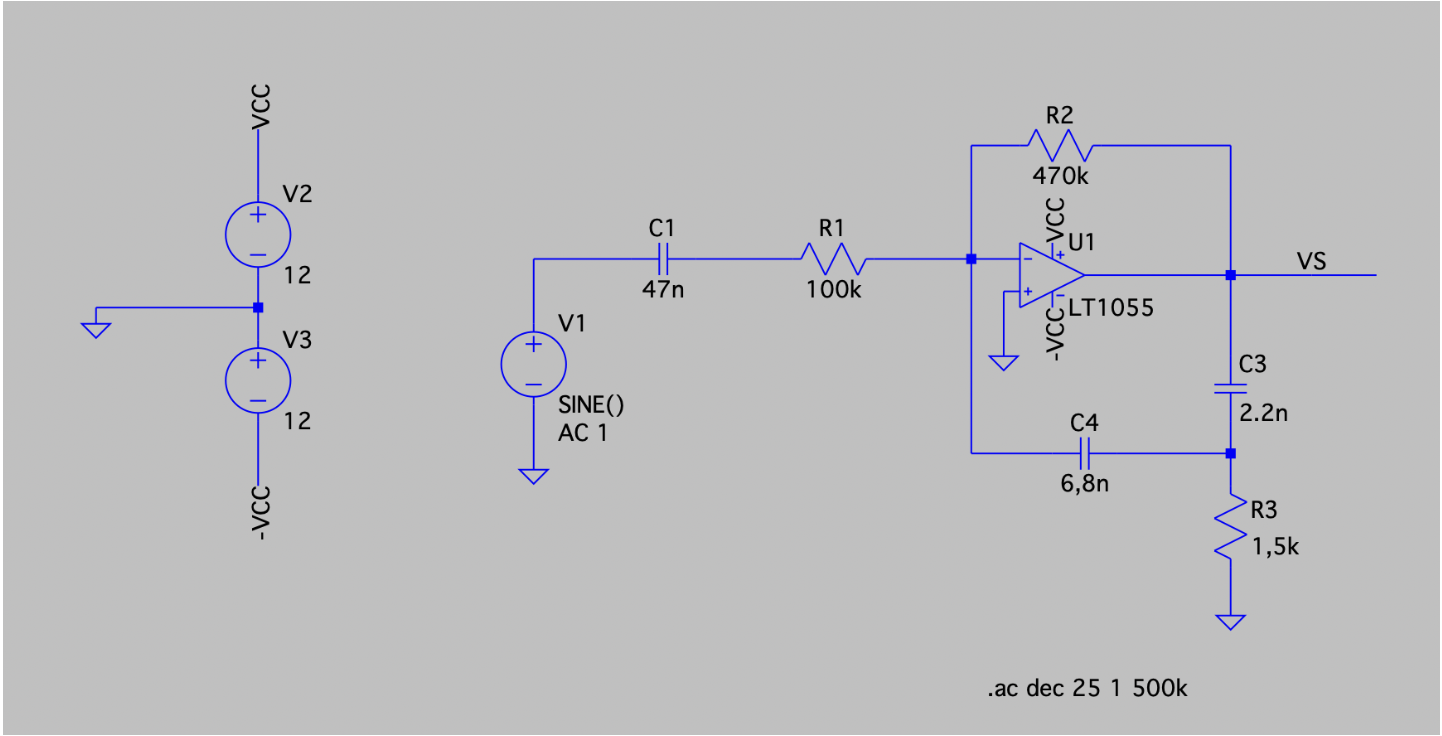 VCC
V2
12
V3
12
-VCC
C1
47n
R1
100k
V1
SINE()
AC 1
R2
470k
VCC
U1
LT1055
-VCC
VS
C3
2.2n
C4
6,8n
R3
1,5k
.ac dec 25 1 500k